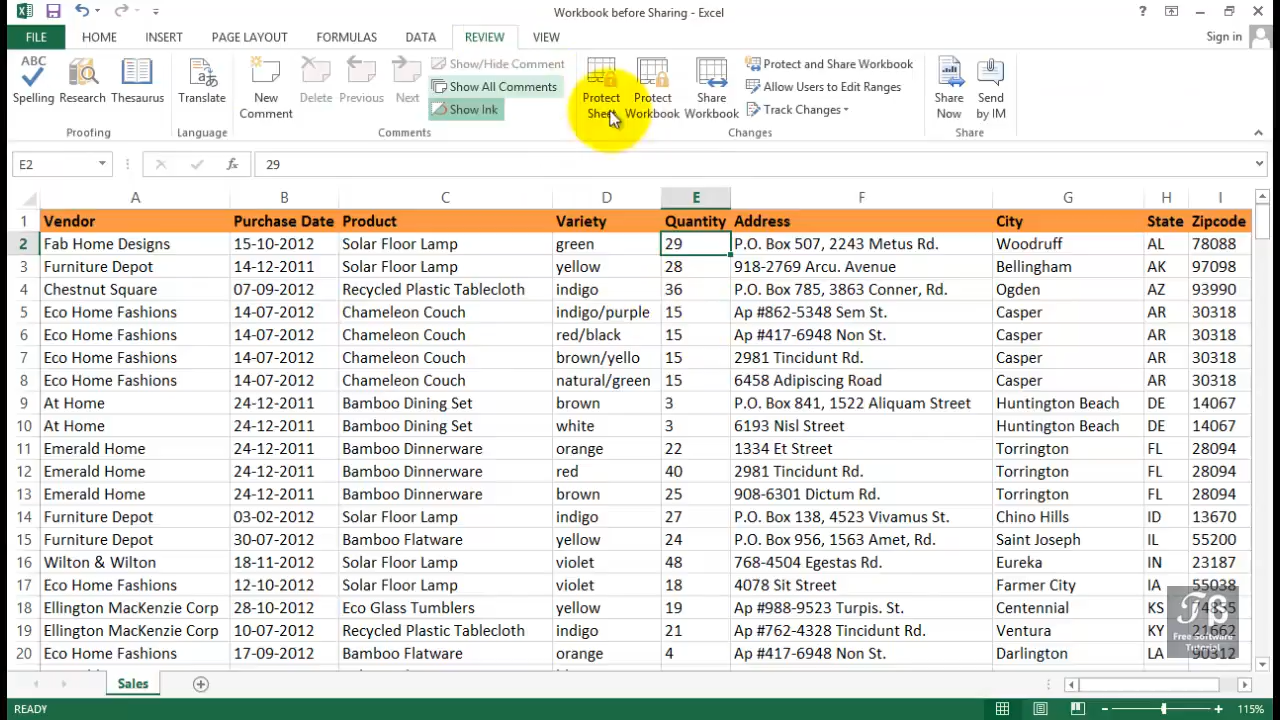 Workbook before Sharing - Excel
?
FILE HOME INSERT PAGE LAYOUT FORMULAS DATA REVIEW VIEW Sign in
ABC
Spelling Research Thesaurus
Proofing
Translate
Language
New Comment
Delete Previous Next
Show/Hide Comment
Show All Comments
Show Ink
Comments
Protect Sheet
Protect Workbook
Share Workbook
Protect and Share Workbook
Allow Users to Edit Ranges
Track Changes
Changes
Share Now
Send by IM
Share
E2 fx 29
A B C D E F G H I
1 Vendor Purchase Date Product Variety Quantity Address City State Zipcode
2 Fab Home Designs 15-10-2012 Solar Floor Lamp green 29 P.O. Box 507, 2243 Metus Rd. Woodruff AL 78088
3 Furniture Depot 14-12-2011 Solar Floor Lamp yellow 28 918-2769 Arcu. Avenue Bellingham AK 97098
4 Chestnut Square 07-09-2012 Recycled Plastic Tablecloth indigo 36 P.O. Box 785, 3863 Conner, Rd. Ogden AZ 93990
5 Eco Home Fashions 14-07-2012 Chameleon Couch indigo/purple 15 Ap #862-5348 Sem St. Casper AR 30318
6 Eco Home Fashions 14-07-2012 Chameleon Couch red/black 15 Ap #417-6948 Non St. Casper AR 30318
7 Eco Home Fashions 14-07-2012 Chameleon Couch brown/yello 15 2981 Tincidunt Rd. Casper AR 30318
8 Eco Home Fashions 14-07-2012 Chameleon Couch natural/green 15 6458 Adipiscing Road Casper AR 30318
9 At Home 24-12-2011 Bamboo Dining Set brown 3 P.O. Box 841, 1522 Aliquam Street Huntington Beach DE 14067
10 At Home 24-12-2011 Bamboo Dining Set white 3 6193 Nisl Street Huntington Beach DE 14067
11 Emerald Home 24-12-2011 Bamboo Dinnerware orange 22 1334 Et Street Torrington FL 28094
12 Emerald Home 24-12-2011 Bamboo Dinnerware red 40 2981 Tincidunt Rd. Torrington FL 28094
13 Emerald Home 24-12-2011 Bamboo Dinnerware brown 25 908-6301 Dictum Rd. Torrington FL 28094
14 Furniture Depot 03-02-2012 Solar Floor Lamp indigo 27 P.O. Box 138, 4523 Vivamus St. Chino Hills ID 13670
15 Furniture Depot 30-07-2012 Bamboo Flatware yellow 24 P.O. Box 956, 1563 Amet, Rd. Saint Joseph IL 55200
16 Wilton & Wilton 18-11-2012 Solar Floor Lamp violet 48 768-4504 Egestas Rd. Eureka IN 23187
17 Eco Home Fashions 12-10-2012 Solar Floor Lamp violet 18 4078 Sit Street Farmer City IA 55038
18 Ellington MacKenzie Corp 28-10-2012 Eco Glass Tumblers yellow 19 Ap #988-9523 Turpis. St. Centennial KS
19 Ellington MacKenzie Corp 10-07-2012 Recycled Plastic Tablecloth indigo 21 Ap #762-4328 Tincidunt Rd. Ventura KY 21662
20 Eco Home Fashions 17-09-2012 Bamboo Flatware orange 4 Ap #417-6948 Non St. Darlington LA 90312
Tβ
Free Software
Tutorial
Sales
READY 115%